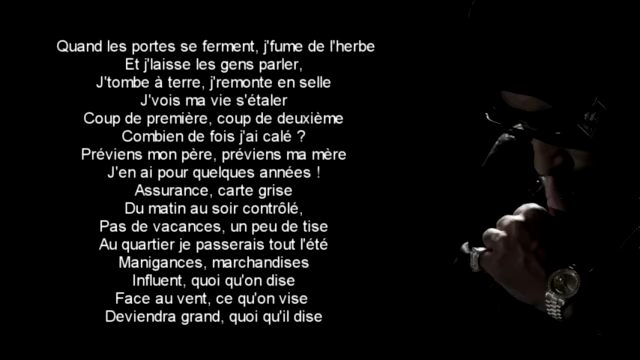 Quand les portes se ferment, j'fume de l'herbe
Et j'laisse les gens parler,
J'tombe à terre, j'remonte en selle
J'vois ma vie s'étaler
Coup de première, coup de deuxième
Combien de fois j'ai calé ?
Préviens mon père, préviens ma mère
J'en ai pour quelques années !
Assurance, carte grise
Du matin au soir contrôlé,
Pas de vacances, un peu de tise
Au quartier je passerais tout l'été
Manigances, marchandises
Influent, quoi qu'on dise
Face au vent, ce qu'on vise
Deviendra grand, quoi qu'il dise